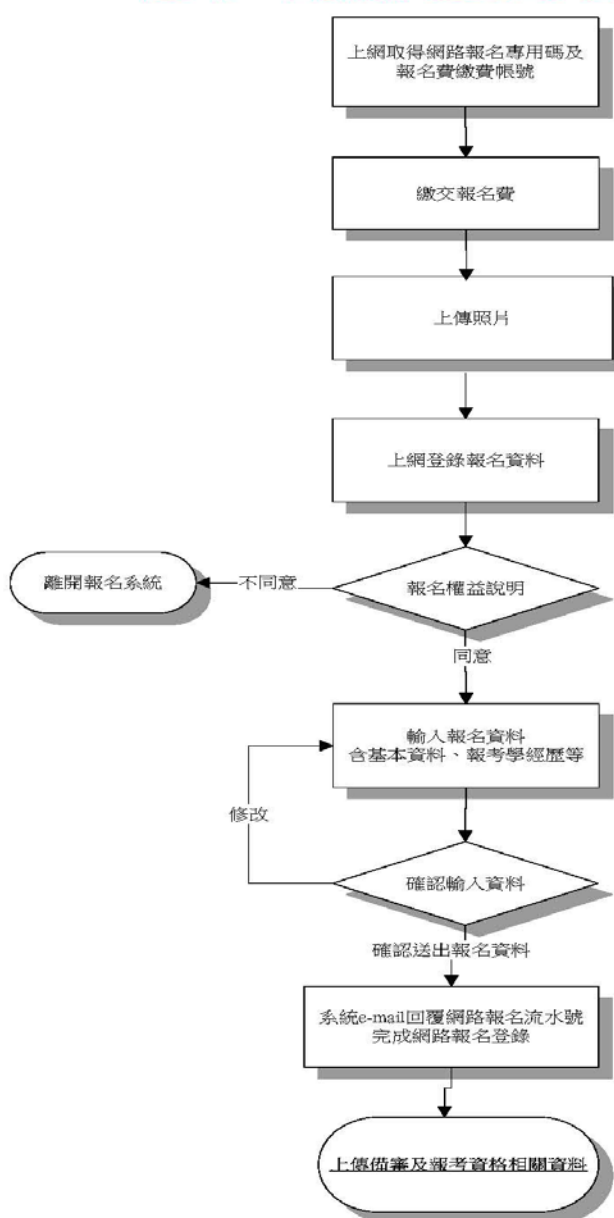 上網取得網路報名專用碼及
報名費繳費帳號
繳交報名費
上傳照片
上網登錄報名資料
報名權益說明
不同意
離開報名系統
同意
輸入報名資料
含基本資料、報考學經歷等
修改
確認輸入資料
確認送出報名資料
系統e-mail回覆網路報名流水號
完成網路報名登錄
上傳備審及報考資格相關資料